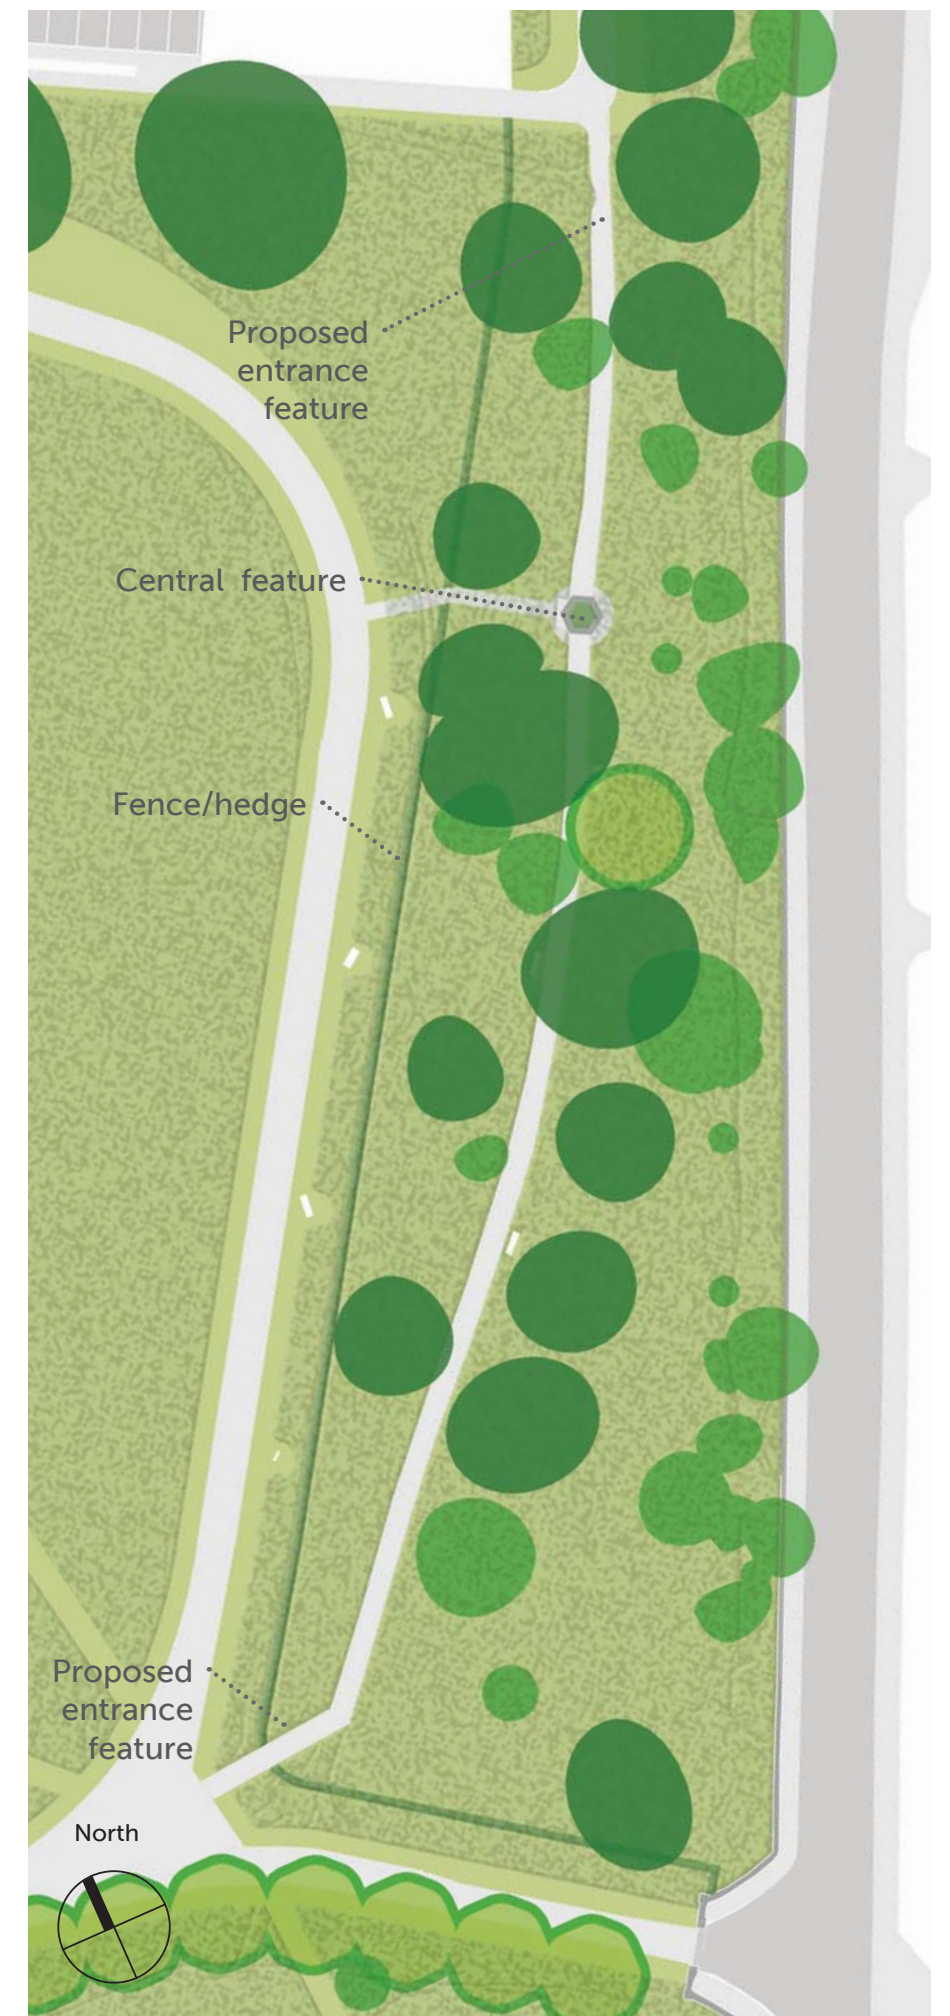 Proposed
entrance
feature
Central feature
Fence/hedge
Proposed
entrance
feature
North